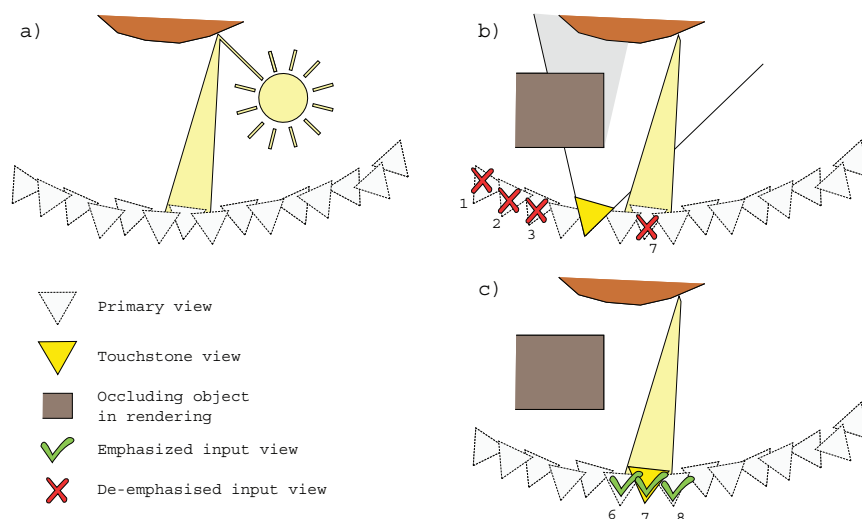 a)
b)
1
2
3
7
c)
Primary view
Touchstone view
Occluding object
in rendering
Emphasized input view
De-emphasised input view
6
7
8